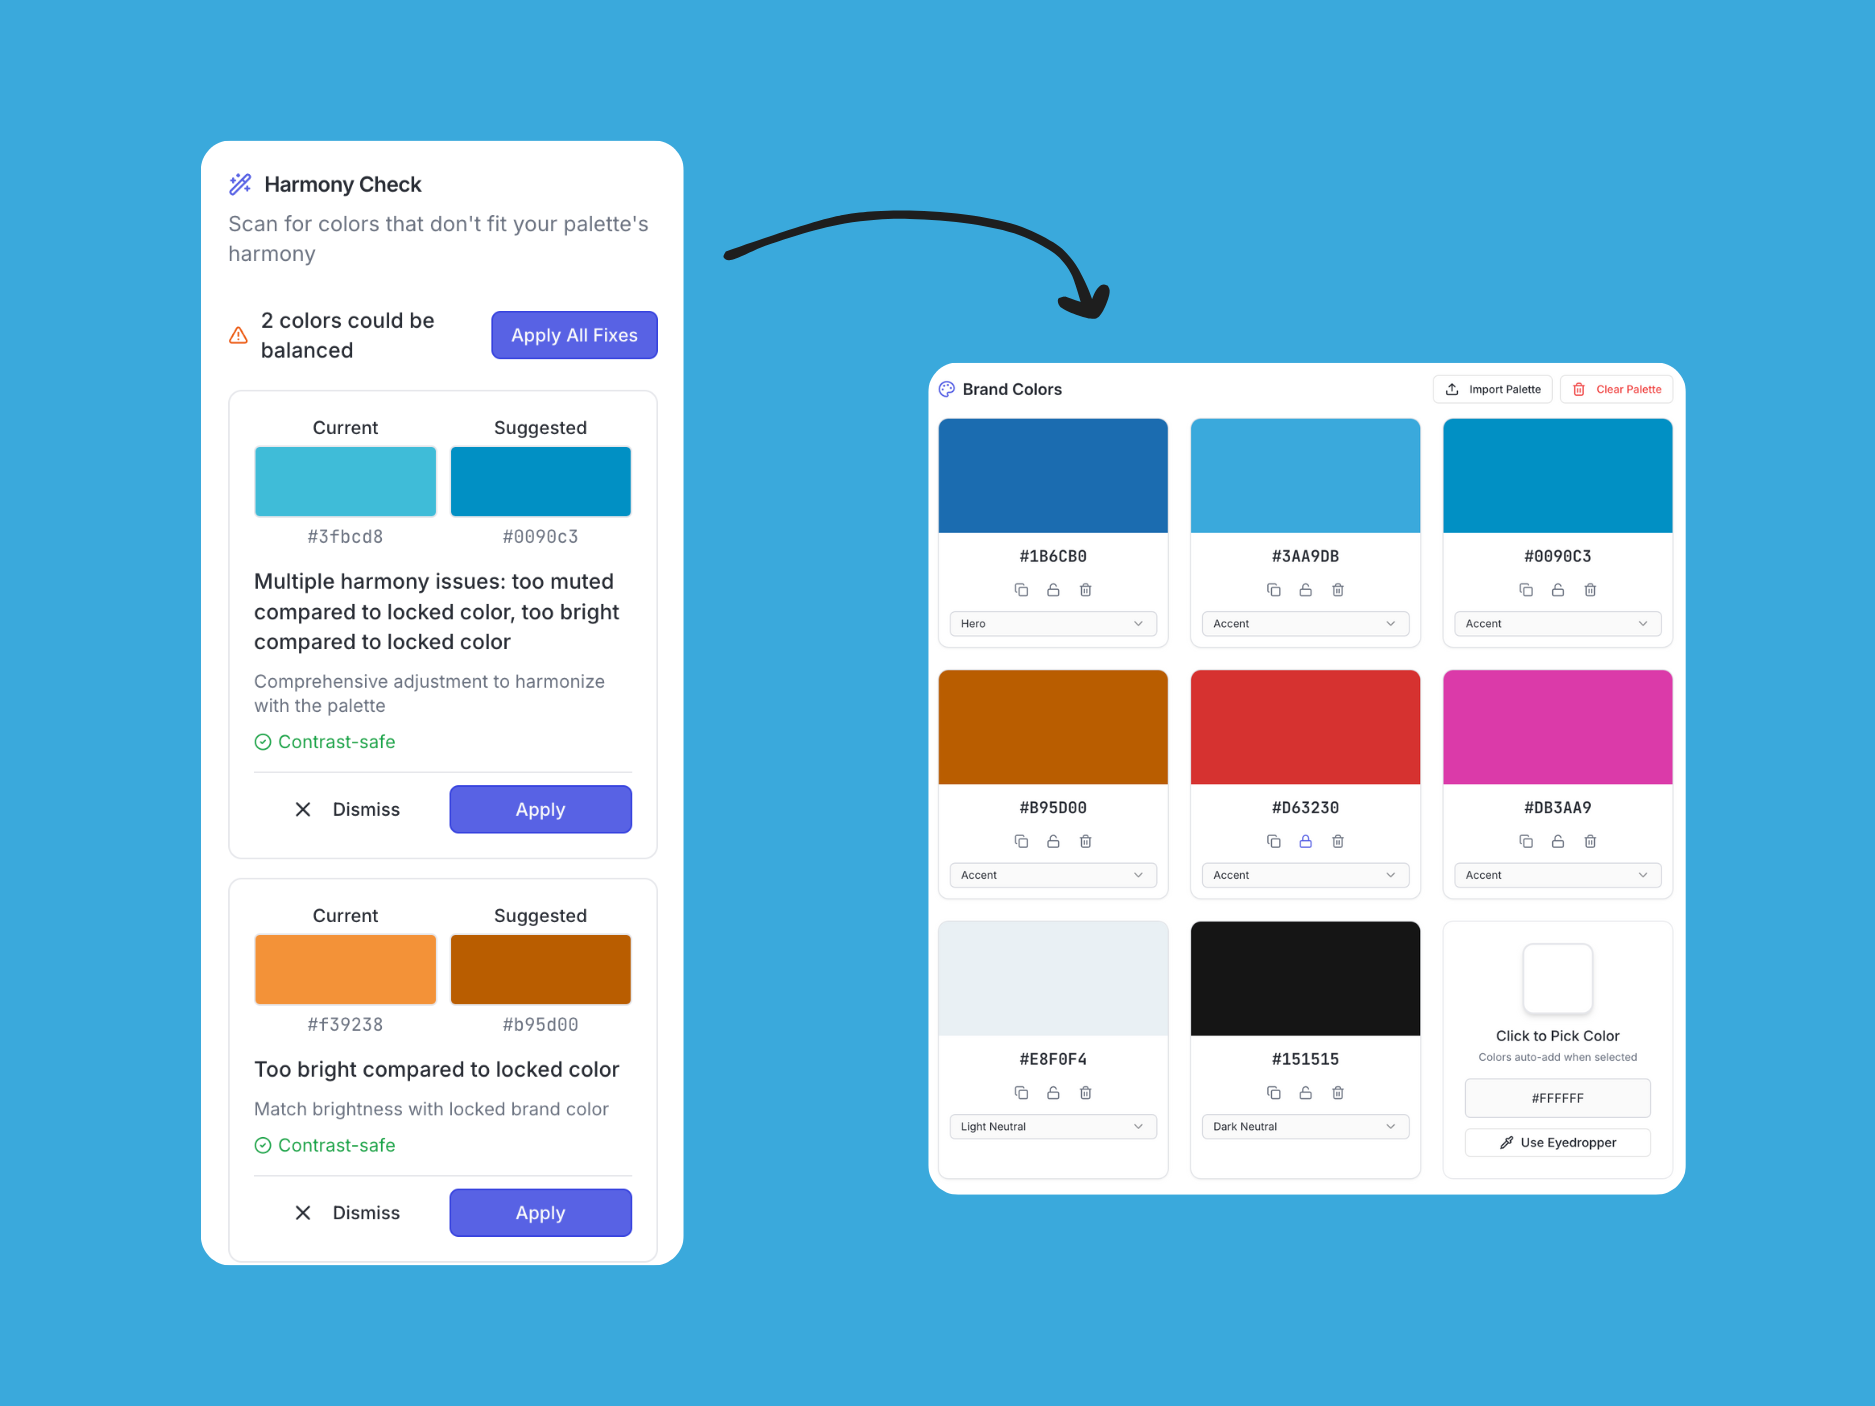 Harmony Check
Scan for colors that don't fit your palette's
harmony
2 colors could be
balanced
Apply All Fixes
Current
Suggested
#3fbcd8
#0090c3
Multiple harmony issues: too muted
compared to locked color, too bright
compared to locked color
Comprehensive adjustment to harmonize
with the palette
Contrast-safe
Dismiss
Apply
Current
Suggested
#f39238
#b95d00
Too bright compared to locked color
Match brightness with locked brand color
Contrast-safe
Dismiss
Apply
Brand Colors
Import Palette
Clear Palette
#1B6CB0
#3AA9DB
#0090C3
Hero
Accent
Accent
#B95D00
#D63230
#DB3AA9
Accent
Accent
Accent
#E8F0F4
#151515
Light Neutral
Dark Neutral
Click to Pick Color
Colors auto-add when selected
#FFFFFF
Use Eyedropper